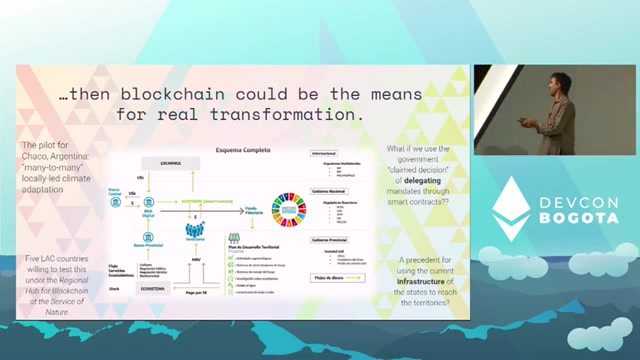 …then blockchain could be the means
for real transformation.
The pilot for
Chaco, Argentina:
"many-to-many"
locally led climate
adaptation
Five LAC countries
willing to test this
under the Regional
Hub for Blockchain
at the Service of
Nature
Esquema Completo
EXCHANGE
Banco
Central
U$s
U$s
$
BNA
Digital
(Smart Contract)
Fondo
Fiduciario
Banco Provincial
MRV
Flujo
Servicios
Ecosistémicos
ECOSISTEMA
Stock
Pago por SE
Plan de Desarrollo Territorial
Internacional
Organismos Multilaterales
Gobierno Nacional
Gobierno Provincial
Flujos de dinero
What if we use the
government
"claimed decision"
of delegating
mandates through
smart contracts??
A precedent for
using the current
infrastructure of
the states to reach
the territories?
DEVCON
BOGOTA